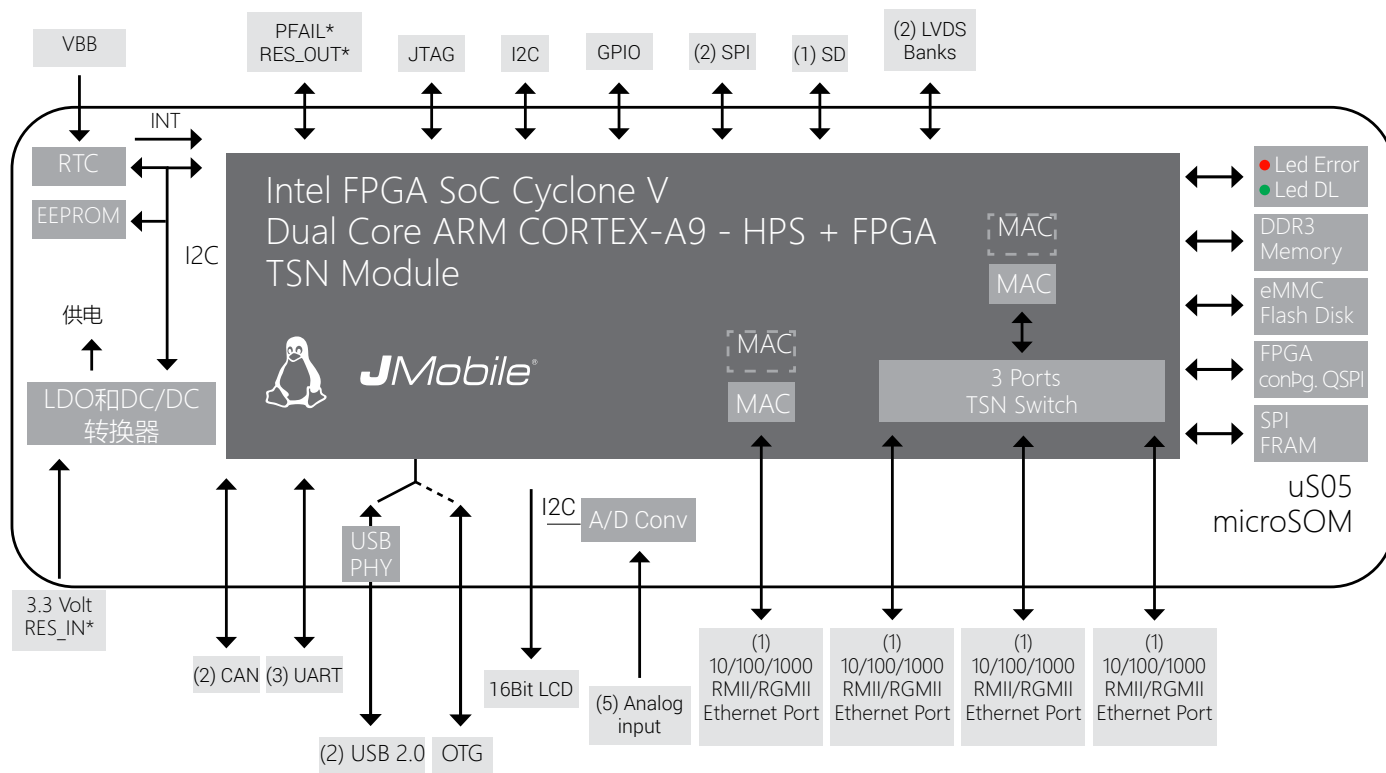 VBB
PFAIL*
RES_OUT*
JTAG
I2C
GPIO
(2) SPI
(1) SD
(2) LVDS
Banks
INT
RTC
EEPROM
I2C
供电
LDO和DC/DC
转换器
Intel FPGA SoC Cyclone V
Dual Core ARM CORTEX-A9 - HPS + FPGA
TSN Module
JMobile®
MAC
MAC
MAC
MAC
3 Ports
TSN Switch
Led Error
Led DL
DDR3
Memory
eMMC
Flash Disk
FPGA
conÞg. QSPI
SPI
FRAM
uS05
microSOM
I2C
A/D Conv
USB
PHY
3.3 Volt
RES_IN*
(2) CAN
(3) UART
(2) USB 2.0
OTG
16Bit LCD
(5) Analog
input
(1)
10/100/1000
RMII/RGMII
Ethernet Port
(1)
10/100/1000
RMII/RGMII
Ethernet Port
(1)
10/100/1000
RMII/RGMII
Ethernet Port
(1)
10/100/1000
RMII/RGMII
Ethernet Port